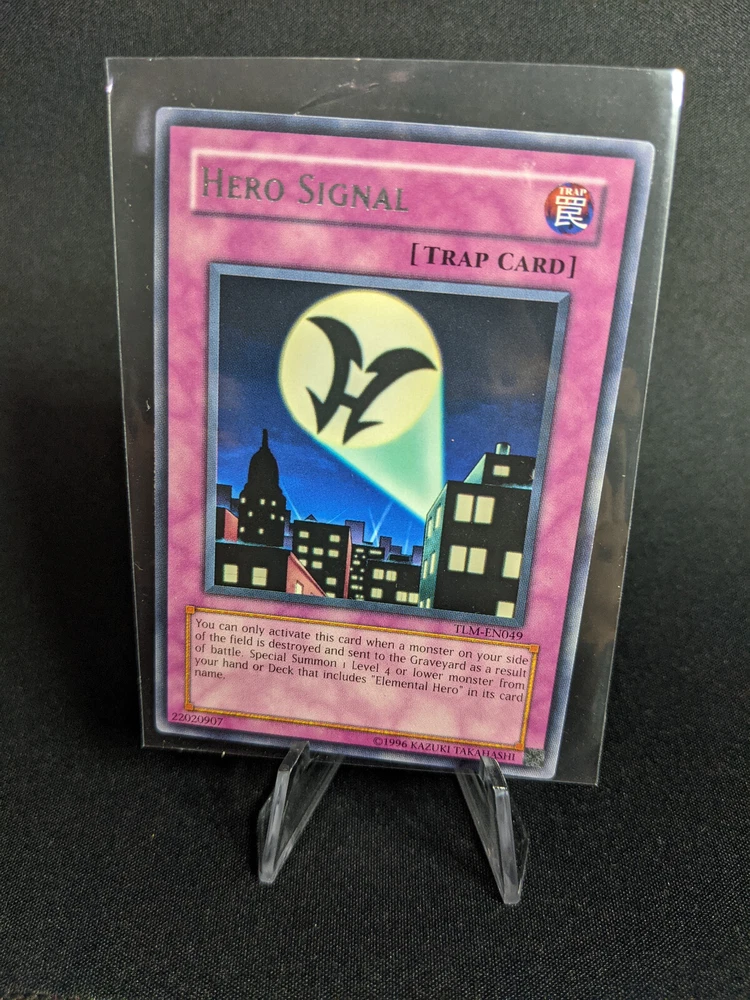 HERO SIGNAL
TRAP
罠
[TRAP CARD]
H
TLM-EN049
You can only activate this card when a monster on your side
of the field is destroyed and sent to the Graveyard as a result
of battle. Special Summon 1 Level 4 or lower monster from
your hand or Deck that includes "Elemental Hero" in its card
name.
22020907
©1996 KAZUKI TAKAHASHI